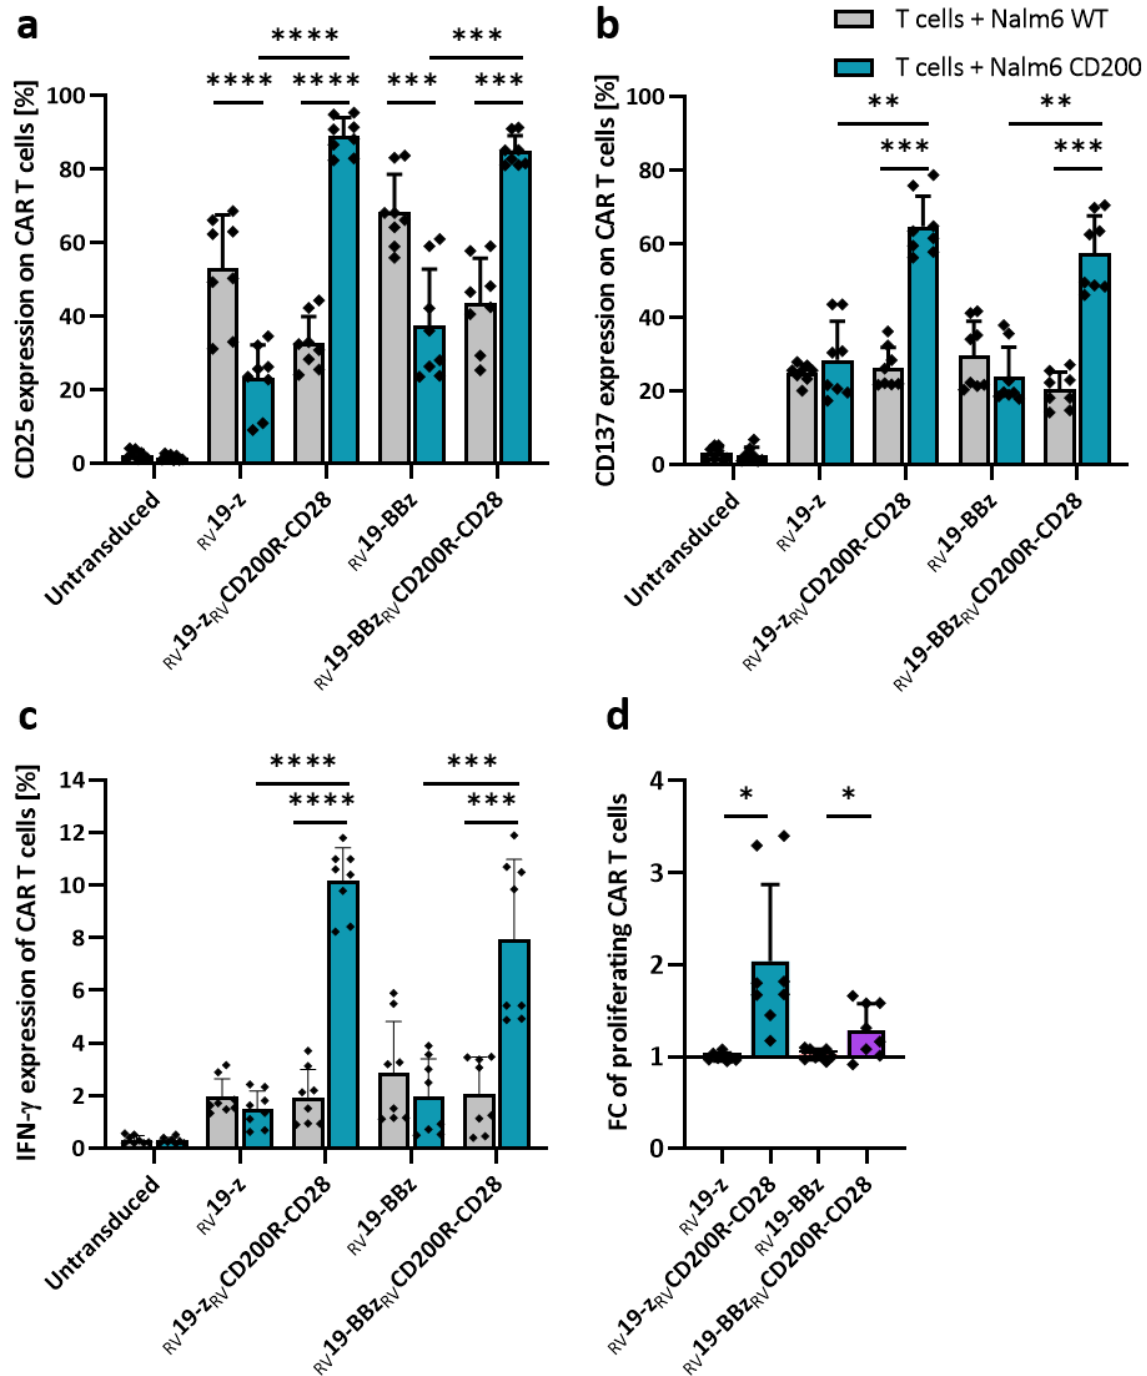 a
b
T cells + Nalm6 WT
T cells + Nalm6 CD200
CD25 expression on CAR T cells [%]
100
80
60
40
20
0
****
***
**** **** *** ***
Untransduced
RV19-z
RV19-zRVCD200R-CD28
RV19-BBz
RV19-BBzRVCD200R-CD28
CD137 expression on CAR T cells [%]
100
80
60
40
20
0
** **
*** ***
Untransduced
RV19-z
RV19-zRVCD200R-CD28
RV19-BBz
RV19-BBzRVCD200R-CD28
c
d
IFN-γ expression of CAR T cells [%]
14
12
10
8
6
4
2
0
**** ***
**** ***
Untransduced
RV19-z
RV19-zRVCD200R-CD28
RV19-BBz
RV19-BBzRVCD200R-CD28
FC of proliferating CAR T cells
4
3
2
1
0
* *
RV19-z
RV19-zRVCD200R-CD28
RV19-BBz
RV19-BBzRVCD200R-CD28